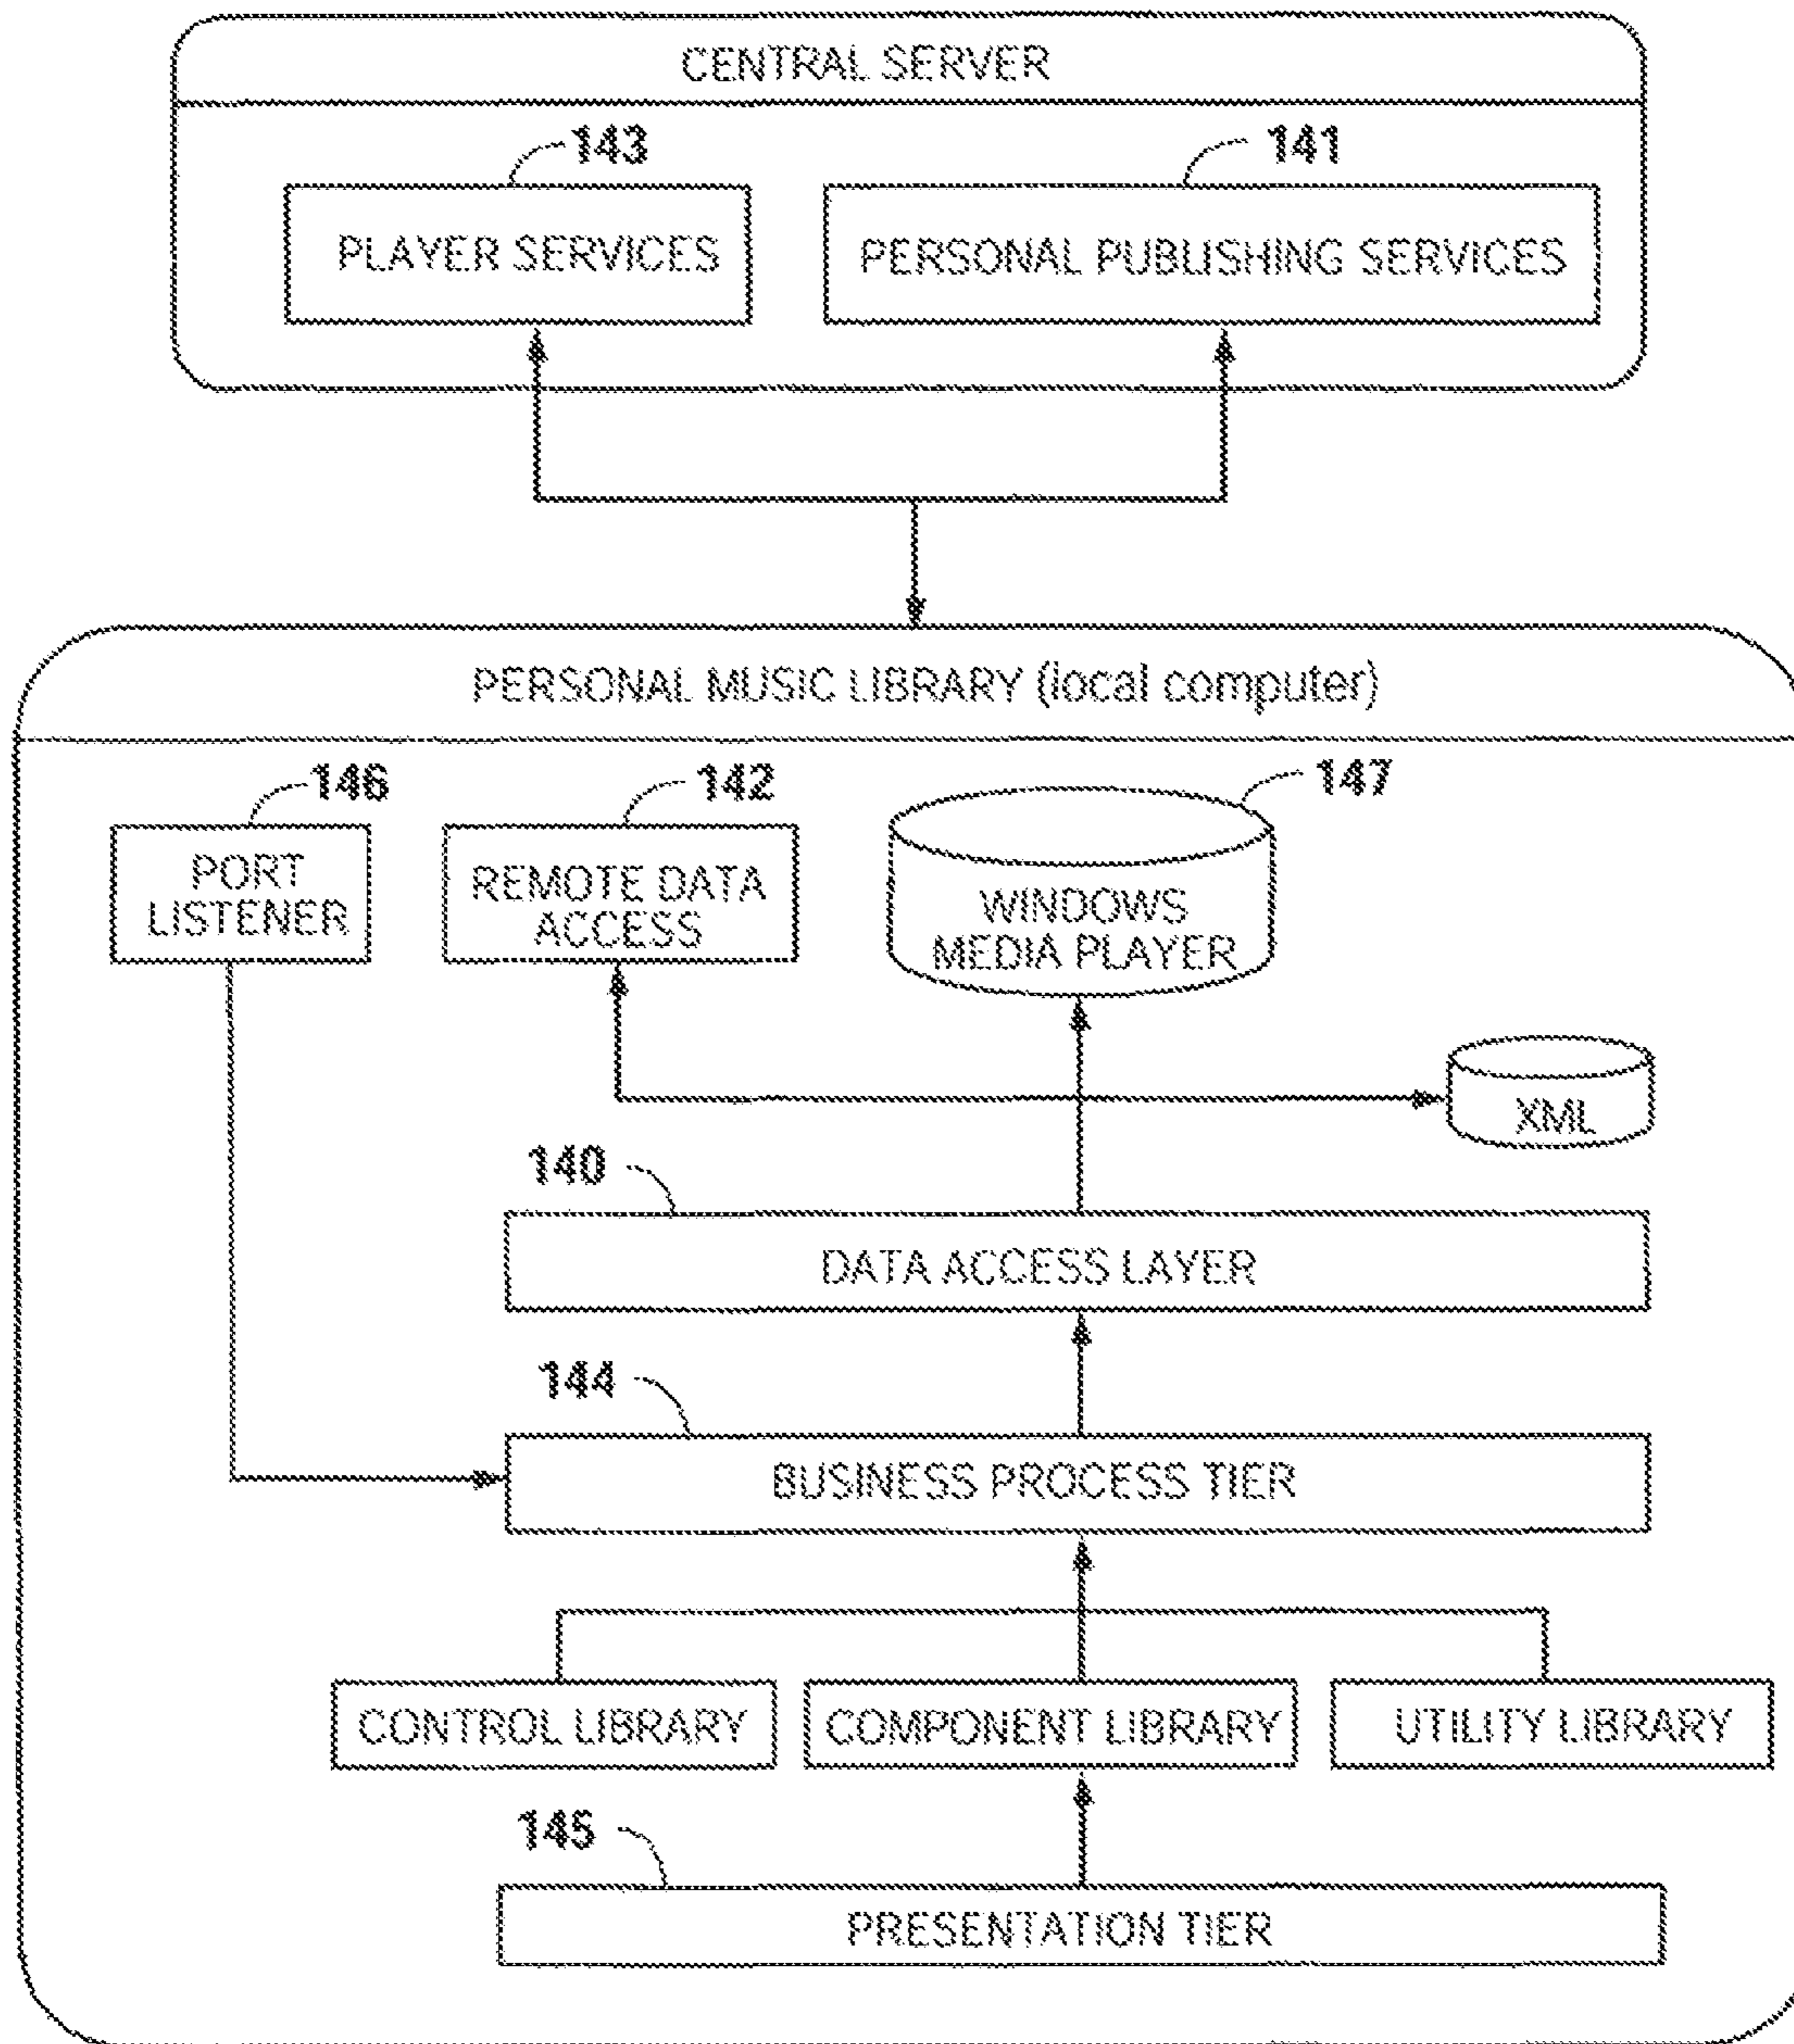 CENTRAL SERVER
143
141
PLAYER SERVICES
PERSONAL PUBLISHING SERVICES
PERSONAL MUSIC LIBRARY (local computer)
146
142
147
PORT
LISTENER
REMOTE DATA
ACCESS
WINDOWS
MEDIA PLAYER
XML
140
DATA ACCESS LAYER
144
BUSINESS PROCESS TIER
CONTROL LIBRARY
COMPONENT LIBRARY
UTILITY LIBRARY
145
PRESENTATION TIER